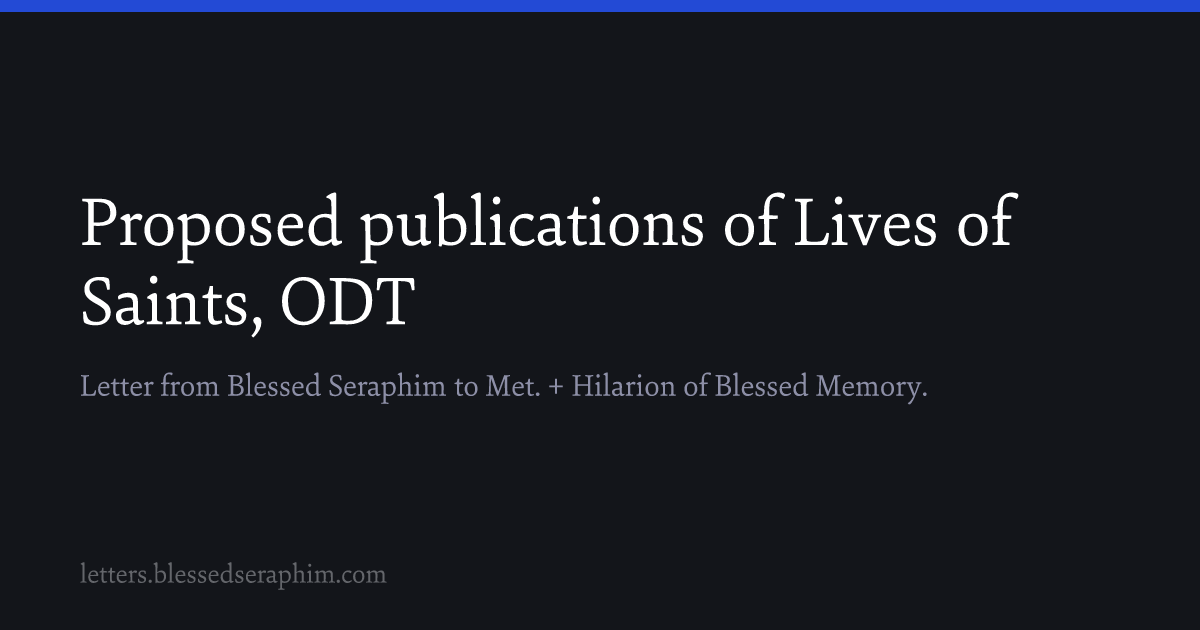 Proposed publications of Lives of
Saints, ODT
Letter from Blessed Seraphim to Met. + Hilarion of Blessed Memory.
letters.blessedseraphim.com